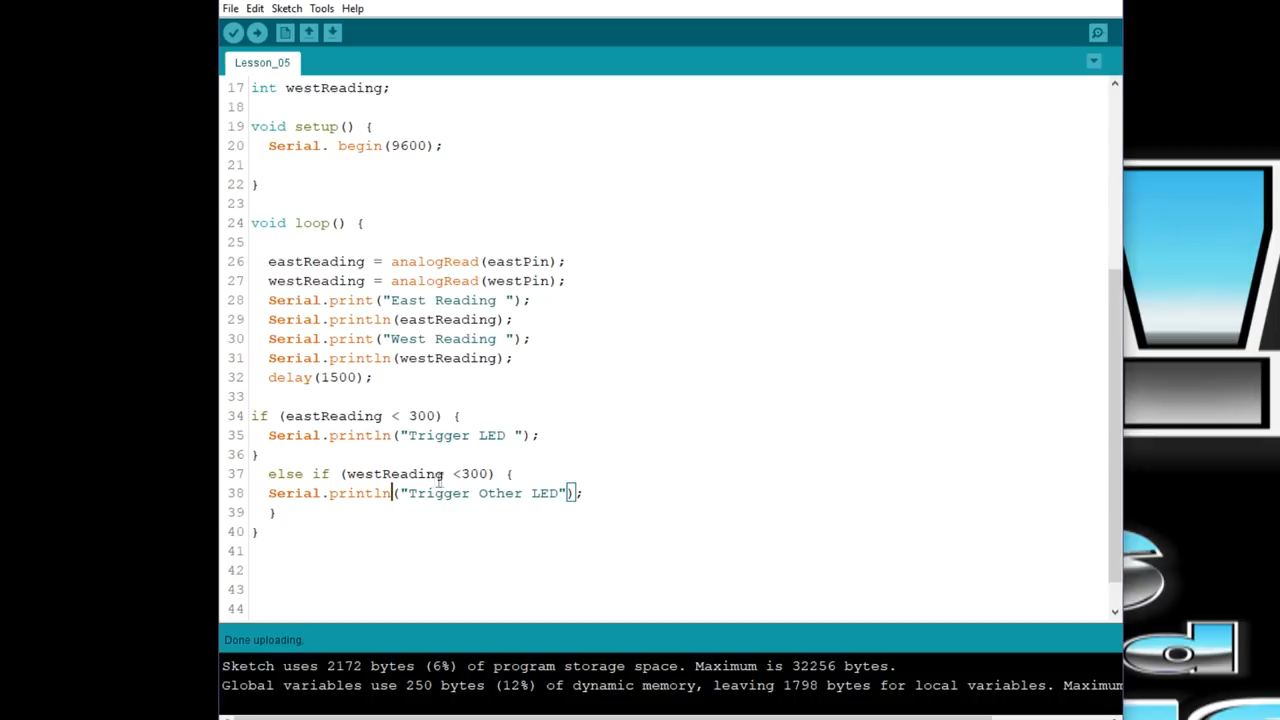 File Edit Sketch Tools Help
Lesson_05
17 int westReading;
18
19 void setup() {
20 Serial. begin(9600);
21
22 }
23
24 void loop() {
25
26 eastReading = analogRead(eastPin);
27 westReading = analogRead(westPin);
28 Serial.print("East Reading ");
29 Serial.println(eastReading);
30 Serial.print("West Reading ");
31 Serial.println(westReading);
32 delay(1500);
33
34 if (eastReading < 300) {
35 Serial.println("Trigger LED ");
36 }
37 else if (westReading <300) {
38 Serial.println("Trigger Other LED");
39 }
40 }
41
42
43
44
Done uploading.
Sketch uses 2172 bytes (6%) of program storage space. Maximum is 32256 bytes.
Global variables use 250 bytes (12%) of dynamic memory, leaving 1798 bytes for local variables. Maximum